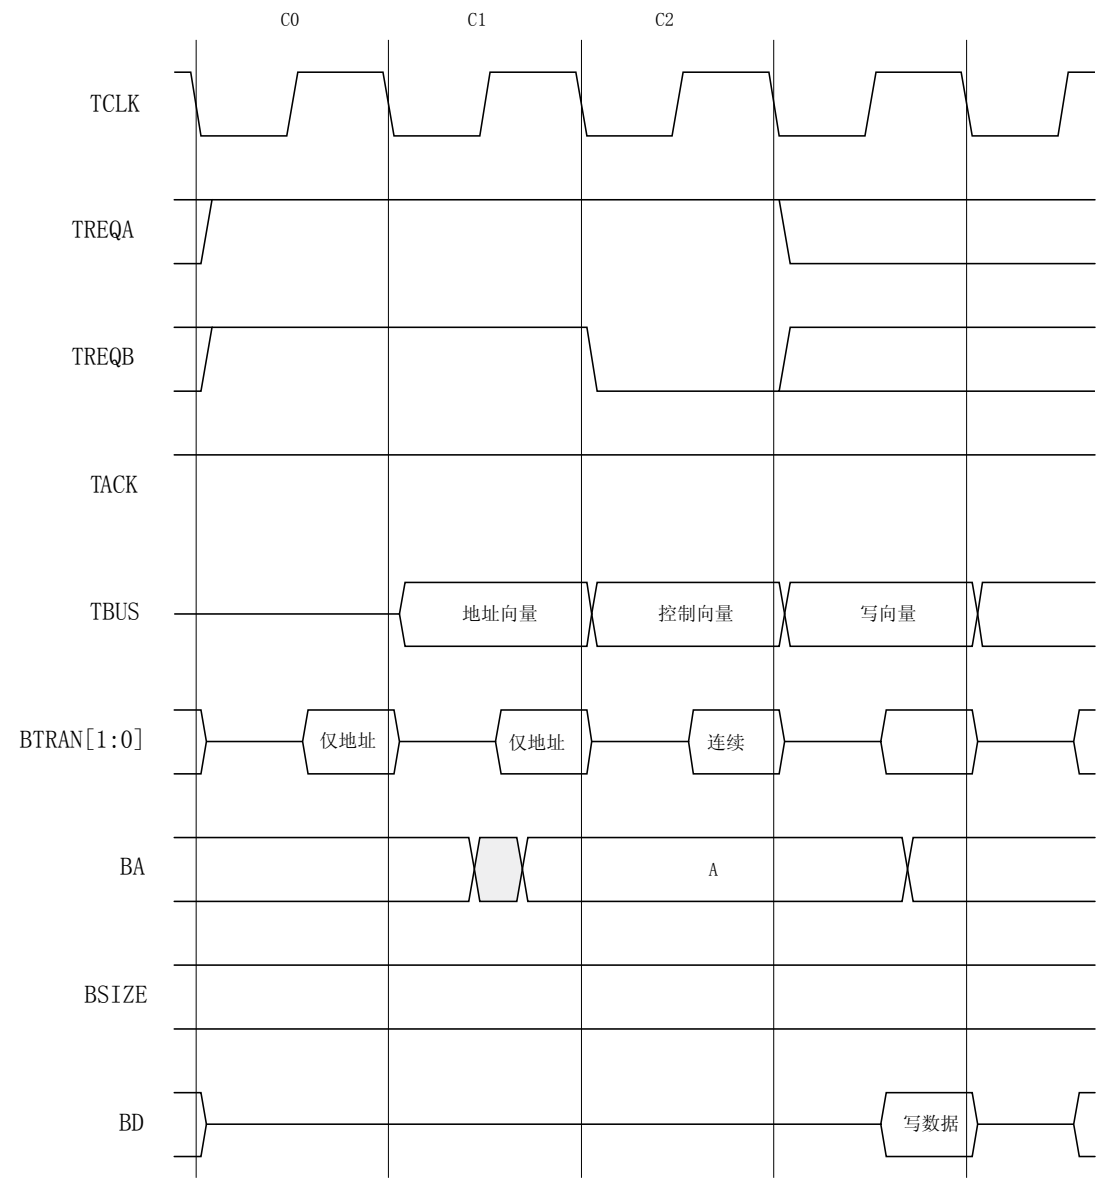 C0 C1 C2
TCLK
TREQA
TREQB
TACK
TBUS 地址向量 控制向量 写向量
BTRAN[1:0] 仅地址 仅地址 连续
BA A
BSIZE
BD 写数据